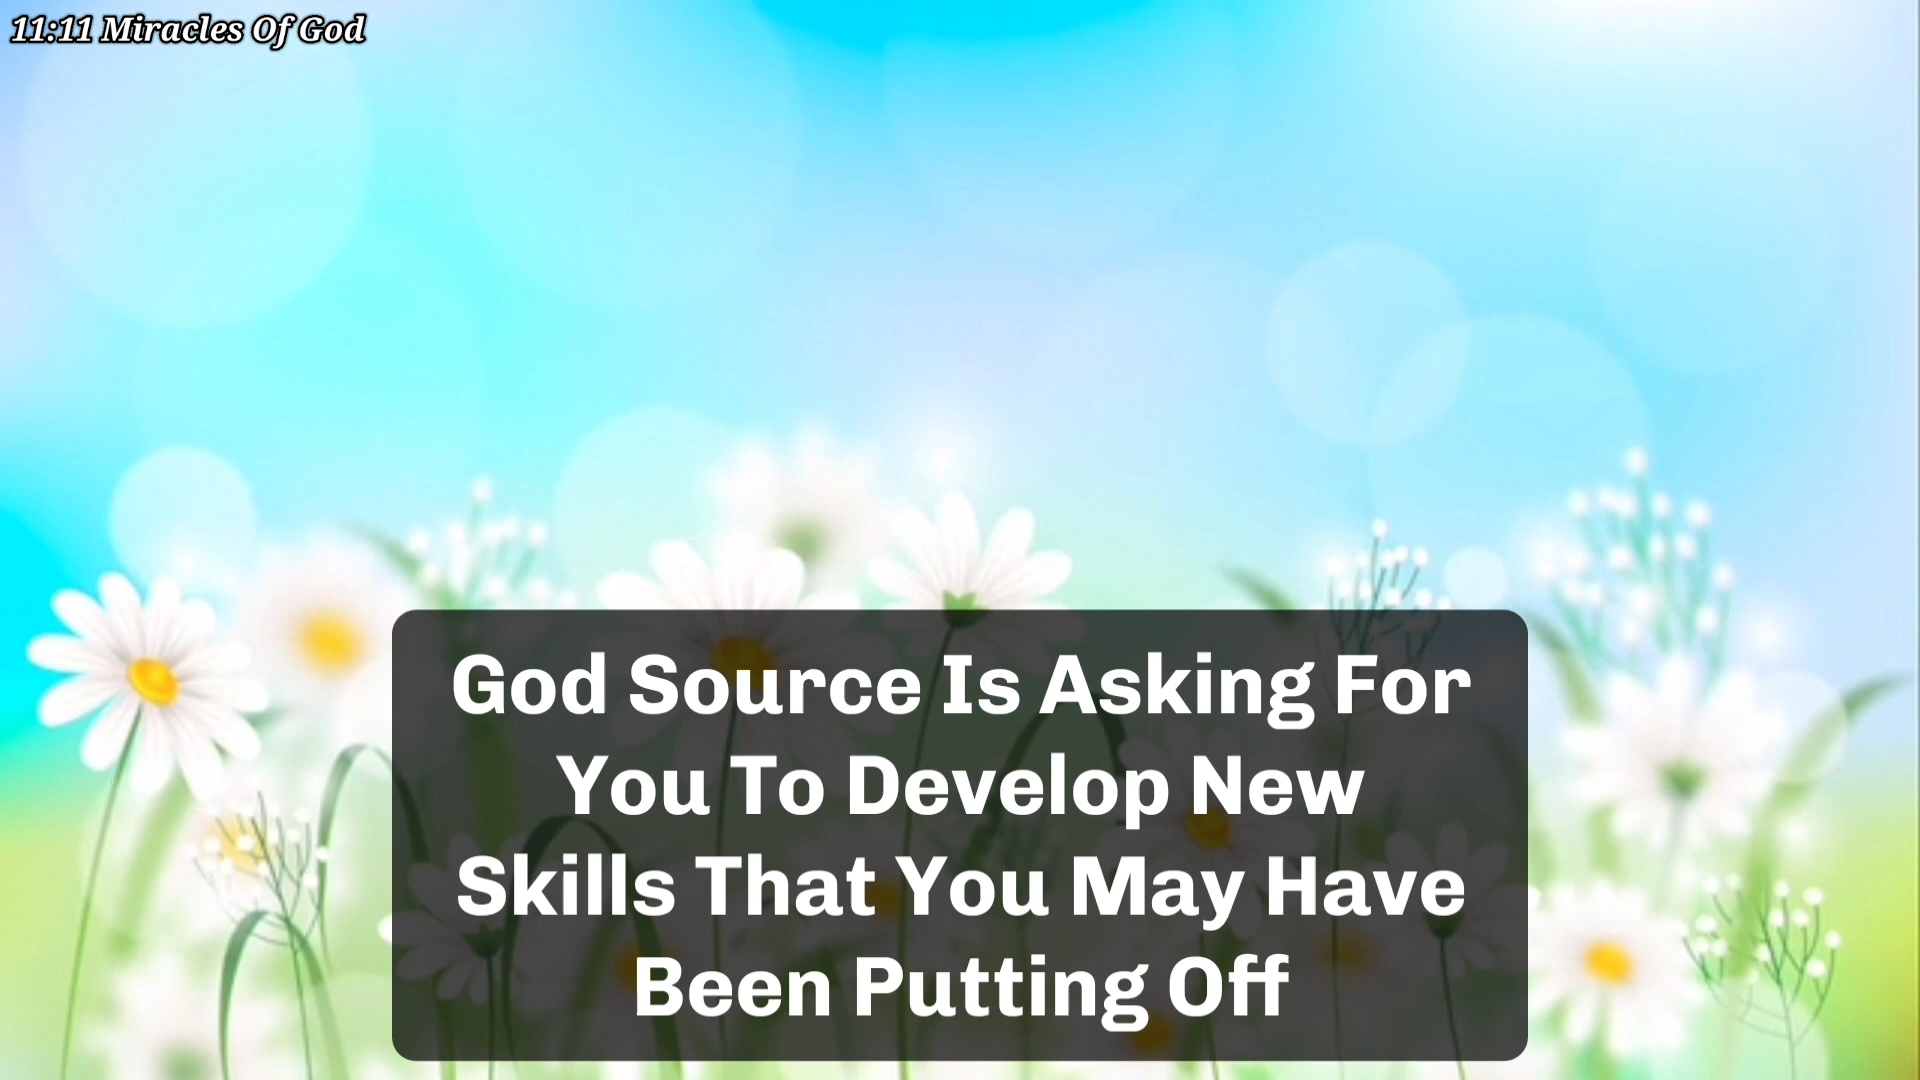 11:11 Miracles Of God
God Source Is Asking For
You To Develop New
Skills That You May Have
Been Putting Off